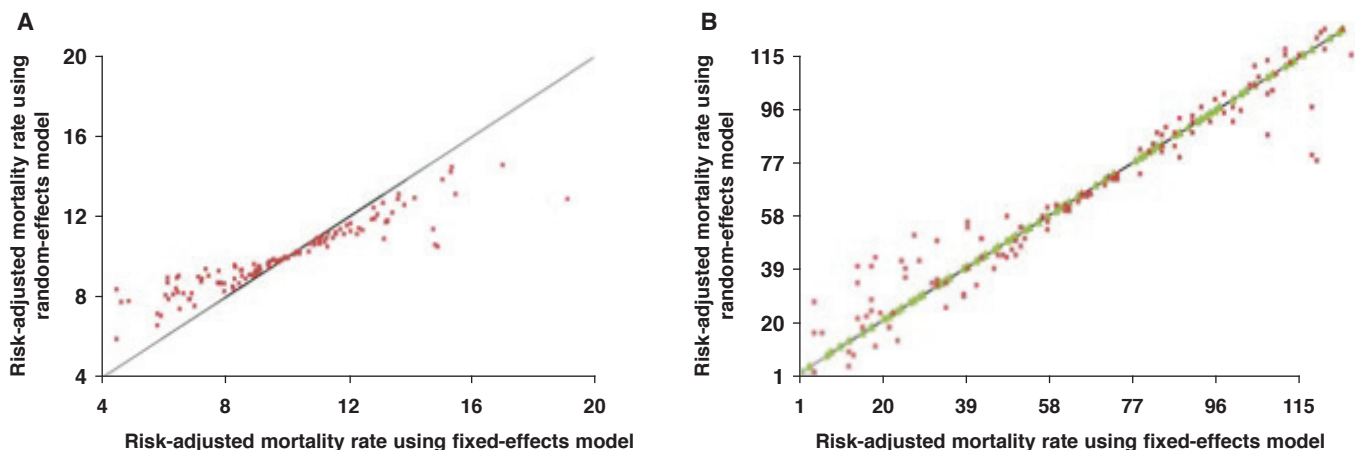 A
Risk-adjusted mortality rate using
random-effects model
20
16
12
8
4
4 8 12 16 20
Risk-adjusted mortality rate using fixed-effects model
B
Risk-adjusted mortality rate using
random-effects model
115
96
77
58
39
20
1
1 20 39 58 77 96 115
Risk-adjusted mortality rate using fixed-effects model